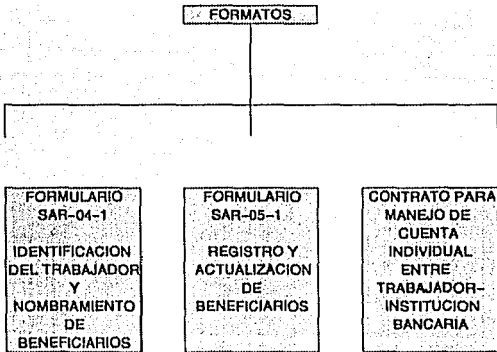 FORMATOS
FORMULARIO
SAR-04-1
IDENTIFICACION
DEL TRABAJADOR
Y
NOMBRAMIENTO
DE
BENEFICIARIOS
FORMULARIO
SAR-05-1
REGISTRO Y
ACTUALIZACION
DE
BENEFICIARIOS
CONTRATO PARA
MANEJO DE
CUENTA
INDIVIDUAL
ENTRE
TRABAJADOR-
INSTITUCION
BANCARIA